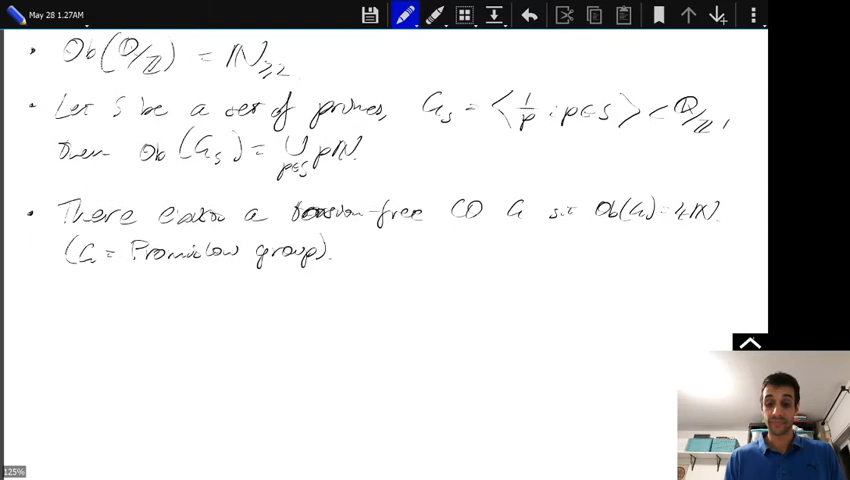 May 28 1.27AM
• Ob(ℚ/ℤ) = ℕ≥2
• Let S be a set of primes, G_S = ⟨1/p : p∈S⟩ < ℚ/ℤ,
then Ob(G_S) = ∪_{p∈S} pℕ.
• There exists a torsion-free CO G s.t. Ob(G) = 4ℕ.
(G = Promislow group).
125%